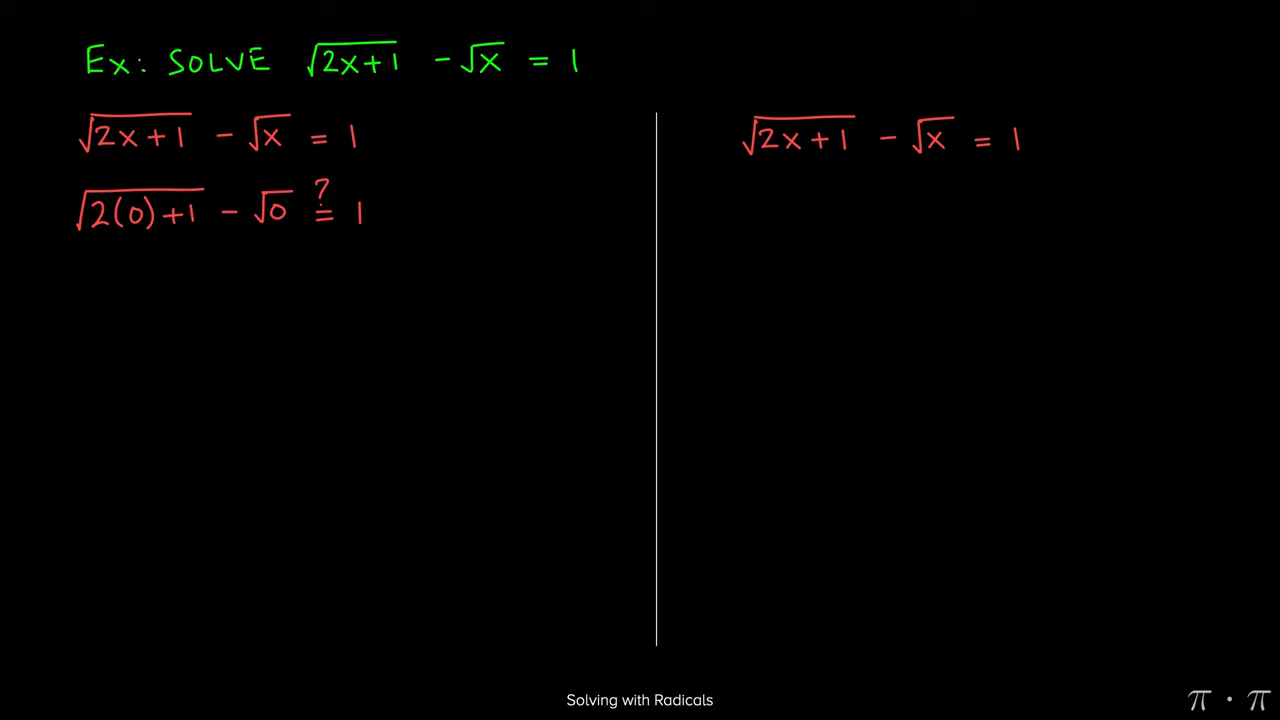 Ex: SOLVE √(2x+1) - √x = 1
√(2x+1) - √x = 1
√(2(0)+1) - √0 ≟ 1
√(2x+1) - √x = 1
Solving with Radicals
π · π